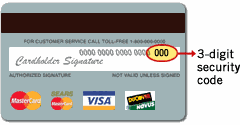 FOR CUSTOMER SERVICE CALL TOLL-FREE 1-800-000-0000
0000 0000 0000 0000 000
Cardholder Signature
AUTHORIZED SIGNATURE NOT VALID UNLESS SIGNED
MasterCard SEARS MasterCard VISA DISCOVER NOVUS
3-digit
security
code